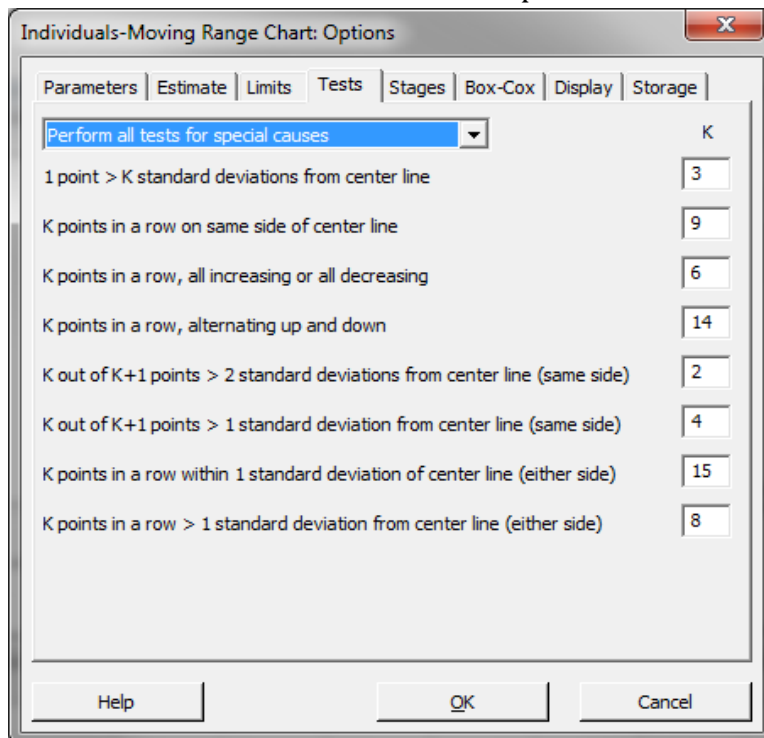 Individuals-Moving Range Chart: Options
Parameters Estimate Limits Tests Stages Box-Cox Display Storage
Perform all tests for special causes K
1 point > K standard deviations from center line 3
K points in a row on same side of center line 9
K points in a row, all increasing or all decreasing 6
K points in a row, alternating up and down 14
K out of K+1 points > 2 standard deviations from center line (same side) 2
K out of K+1 points > 1 standard deviation from center line (same side) 4
K points in a row within 1 standard deviation of center line (either side) 15
K points in a row > 1 standard deviation from center line (either side) 8
Help OK Cancel